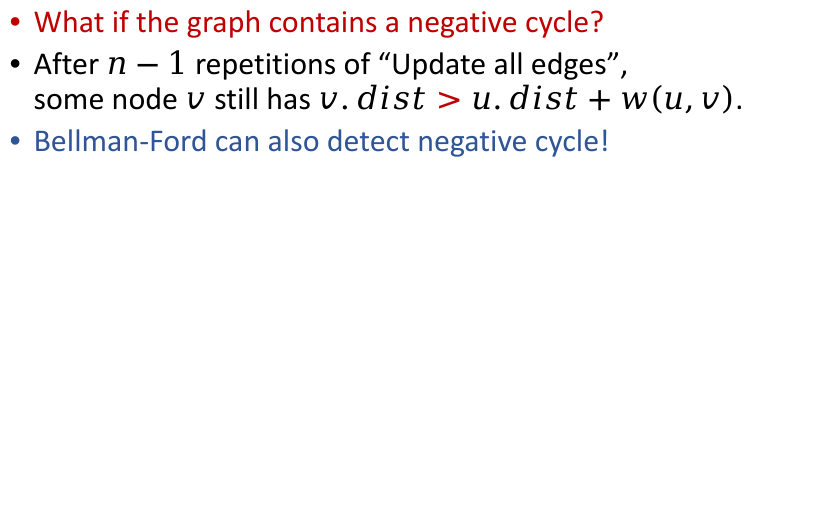 • What if the graph contains a negative cycle?
• After 𝑛 − 1 repetitions of “Update all edges”,
some node 𝑣 still has 𝑣. 𝑑𝑖𝑠𝑡 > 𝑢. 𝑑𝑖𝑠𝑡 + 𝑤(𝑢, 𝑣).
• Bellman-Ford can also detect negative cycle!